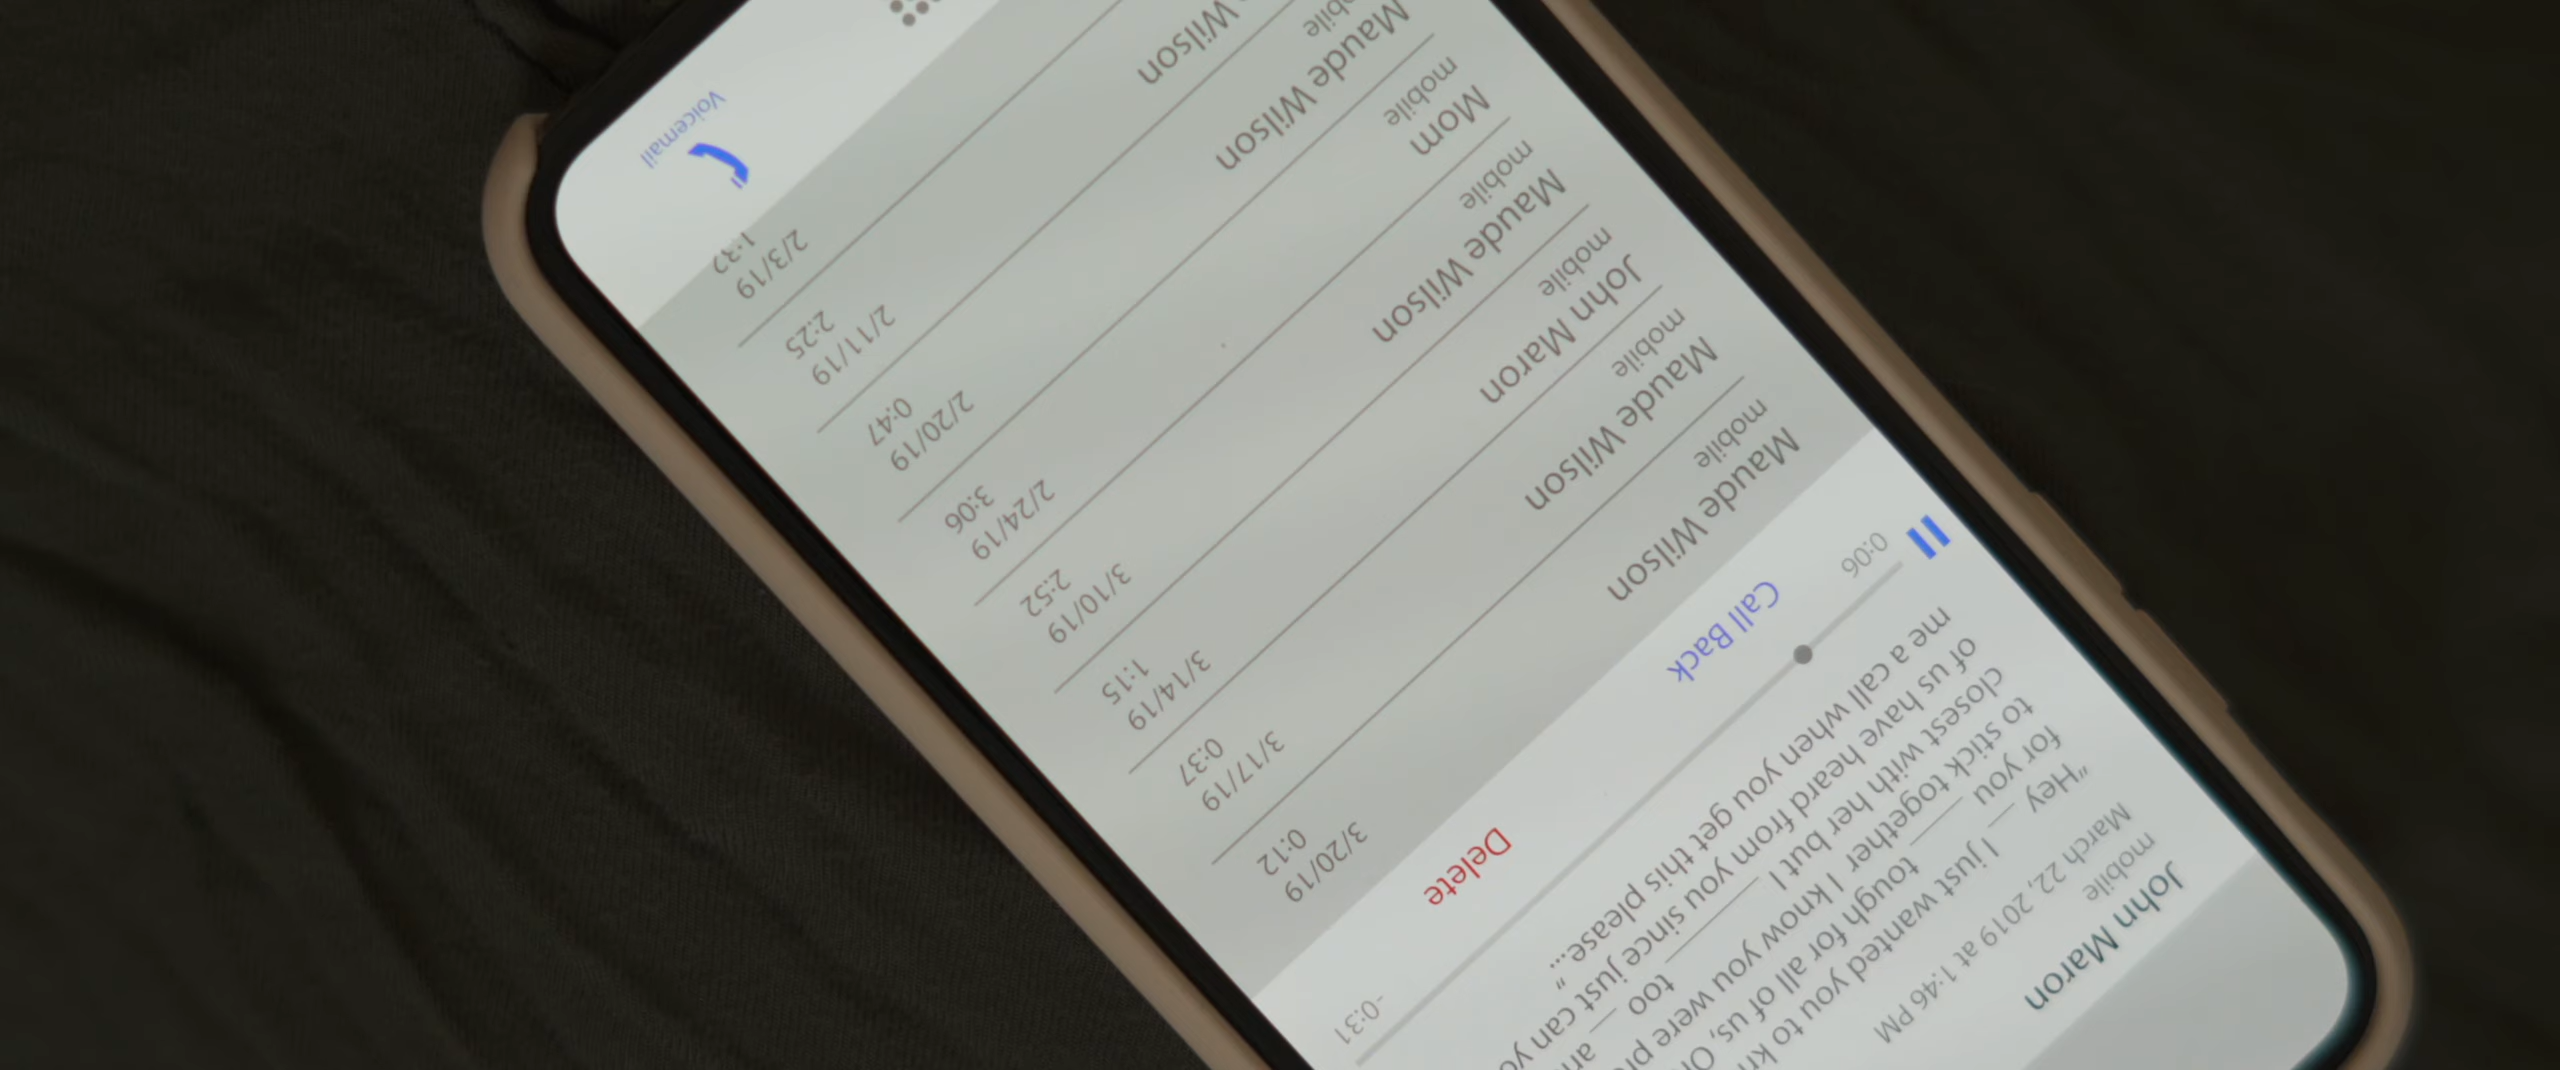 John Maron
mobile
March 22, 2019 at 1:46 PM
"Hey __ I just wanted you to
for you ____ tough for all of us,
to stick together I know you were
closest with her but I ______ too __
of us have heard from you since just can
me a call when you get this please..."
0:06 -0:31
Call Back Delete
Maude Wilson 3/20/19
mobile 0:12
Maude Wilson 3/17/19
mobile 0:37
John Maron 3/14/19
mobile 1:15
Maude Wilson 3/10/19
mobile 2:52
Mom 2/24/19
mobile 3:06
Maude Wilson 2/20/19
mobile 0:47
Wilson 2/11/19
2:25
2/3/19
Voicemail